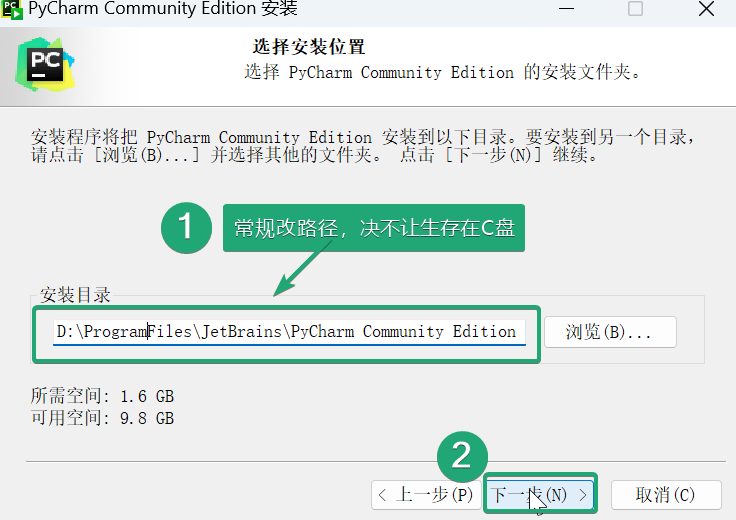 PyCharm Community Edition 安装
PC
选择安装位置
选择 PyCharm Community Edition 的安装文件夹。
安装程序将把 PyCharm Community Edition 安装到以下目录。要安装到另一个目录，
请点击 [浏览(B)...] 并选择其他的文件夹。 点击 [下一步(N)] 继续。
1 常规改路径，决不让生存在C盘
安装目录
D:\ProgramFiles\JetBrains\PyCharm Community Edition 浏览(B)...
所需空间: 1.6 GB
可用空间: 9.8 GB
2
< 上一步(P) 下一步(N) > 取消(C)